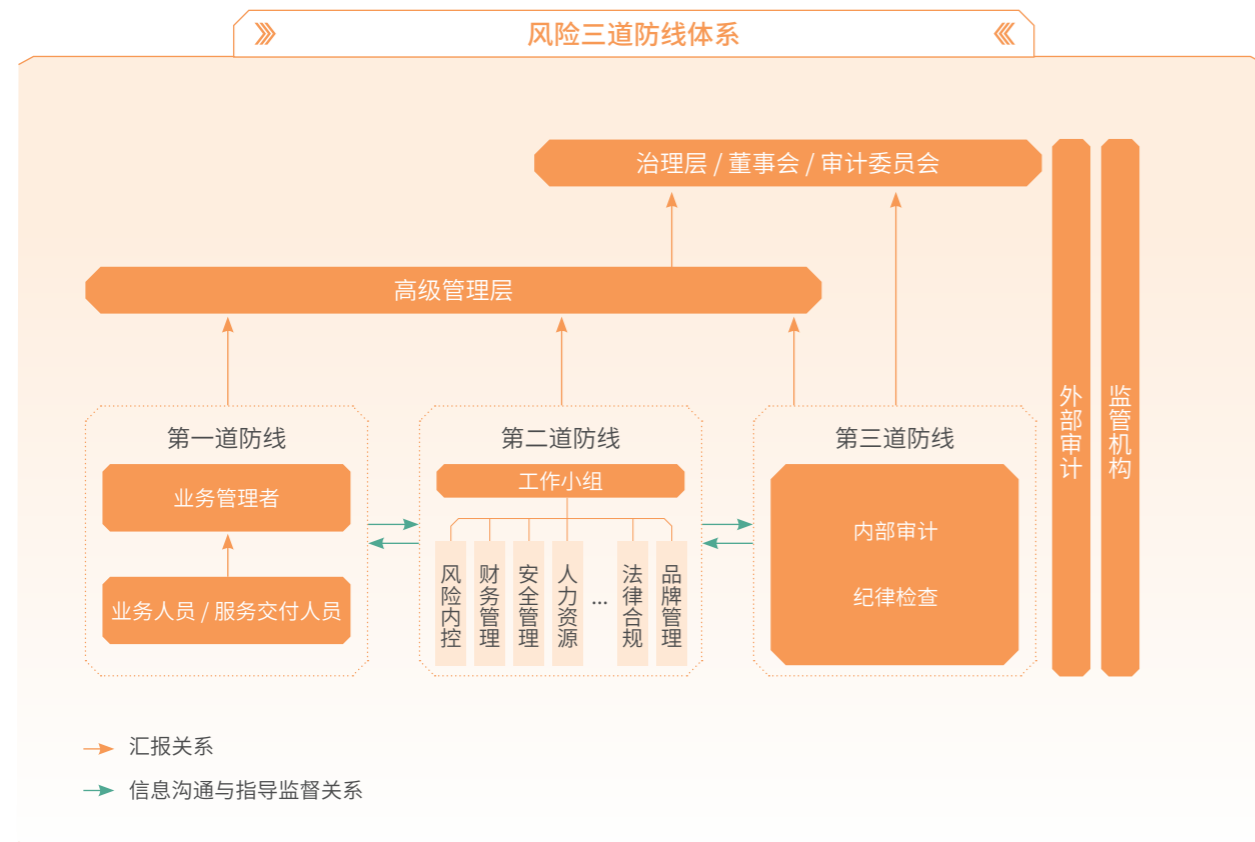 风险三道防线体系
治理层 / 董事会 / 审计委员会
高级管理层
第一道防线
业务管理者
业务人员 / 服务交付人员
第二道防线
工作小组
风险内控
财务管理
安全管理
人力资源
...
法律合规
品牌管理
第三道防线
内部审计
纪律检查
外部审计
监管机构
汇报关系
信息沟通与指导监督关系